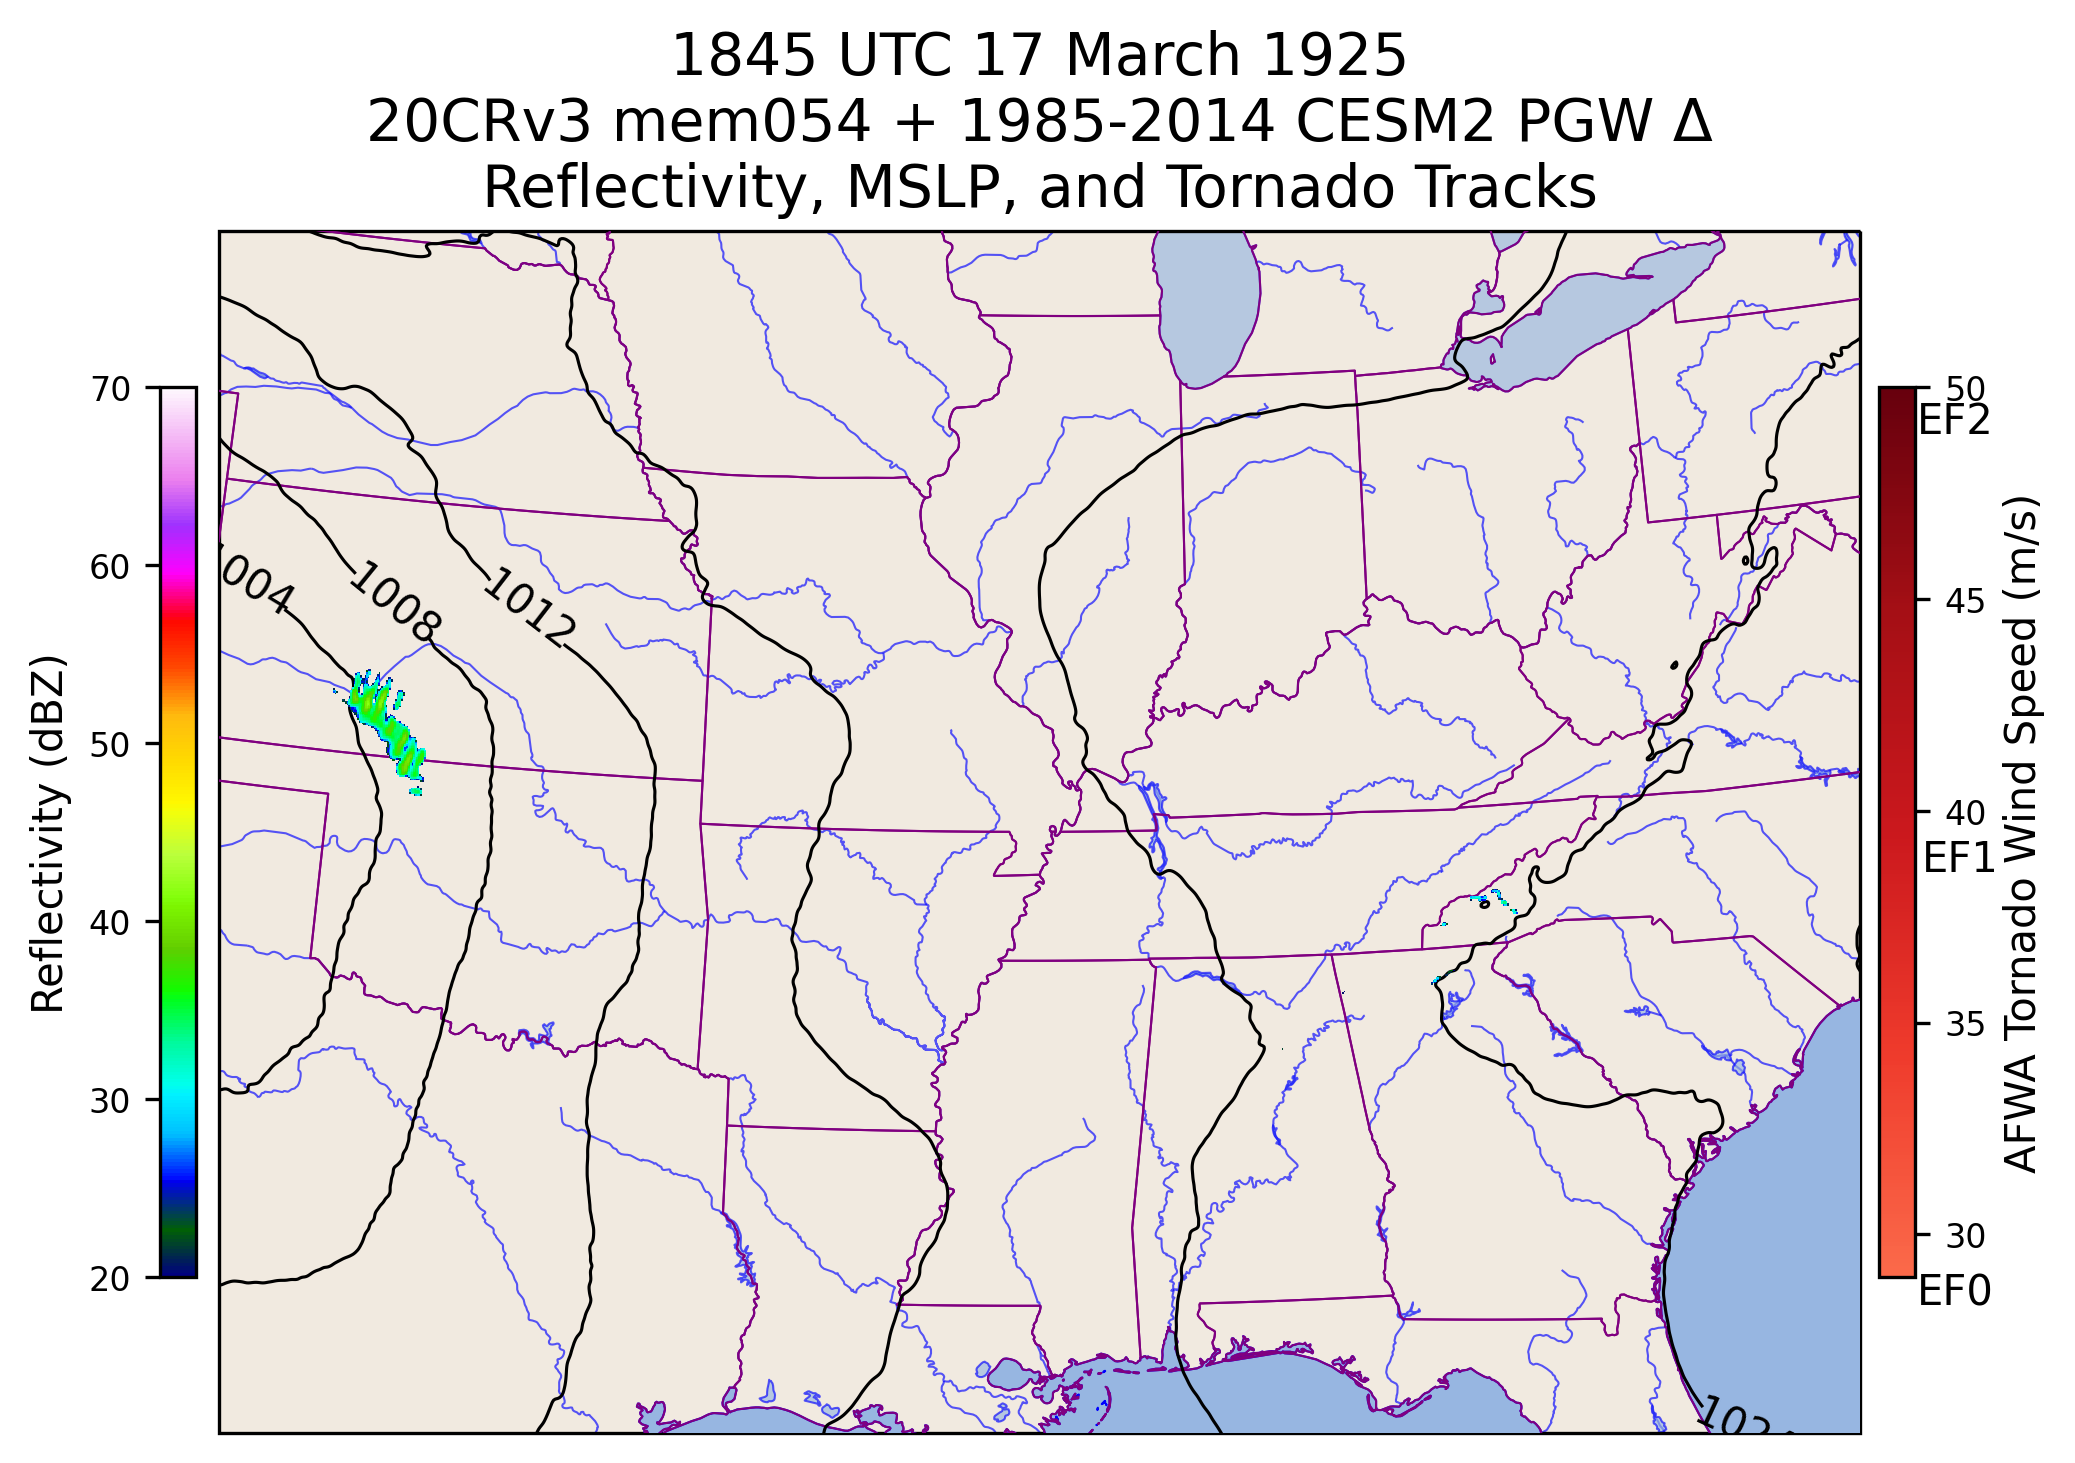 1845 UTC 17 March 1925
20CRv3 mem054 + 1985-2014 CESM2 PGW Δ
Reflectivity, MSLP, and Tornado Tracks
70
60
50
40
30
20
Reflectivity (dBZ)
1004
1008
1012
50
EF2
45
40
EF1
35
30
EF0
AFWA Tornado Wind Speed (m/s)